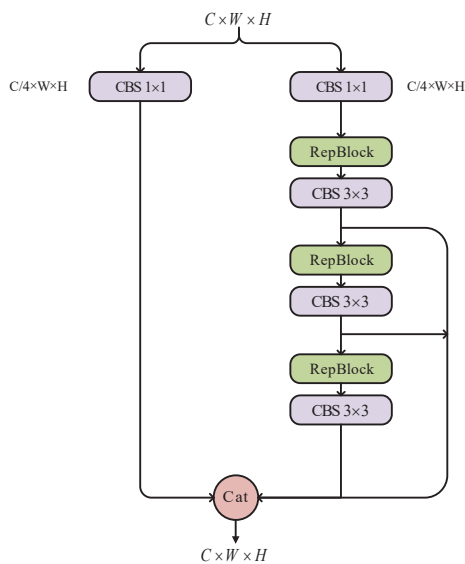 C×W×H
C/4×W×H
CBS 1×1
CBS 1×1
C/4×W×H
RepBlock
CBS 3×3
RepBlock
CBS 3×3
RepBlock
CBS 3×3
Cat
C×W×H